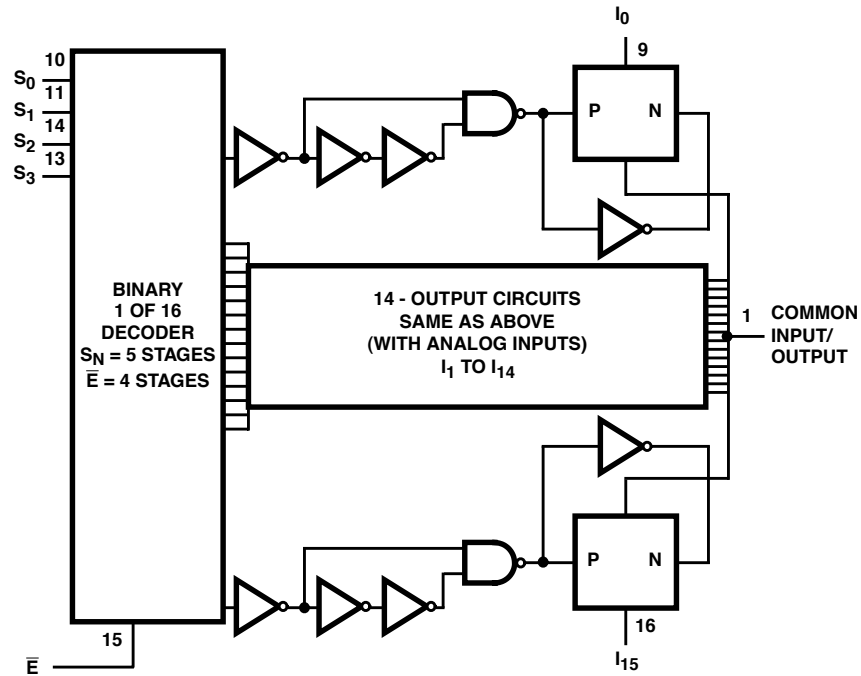 I0
9
P N
10
S0
11
S1
14
S2
13
S3
BINARY
1 OF 16
DECODER
SN = 5 STAGES
E̅ = 4 STAGES
14 - OUTPUT CIRCUITS
SAME AS ABOVE
(WITH ANALOG INPUTS)
I1 TO I14
1
COMMON
INPUT/
OUTPUT
P N
16
I15
15
E̅